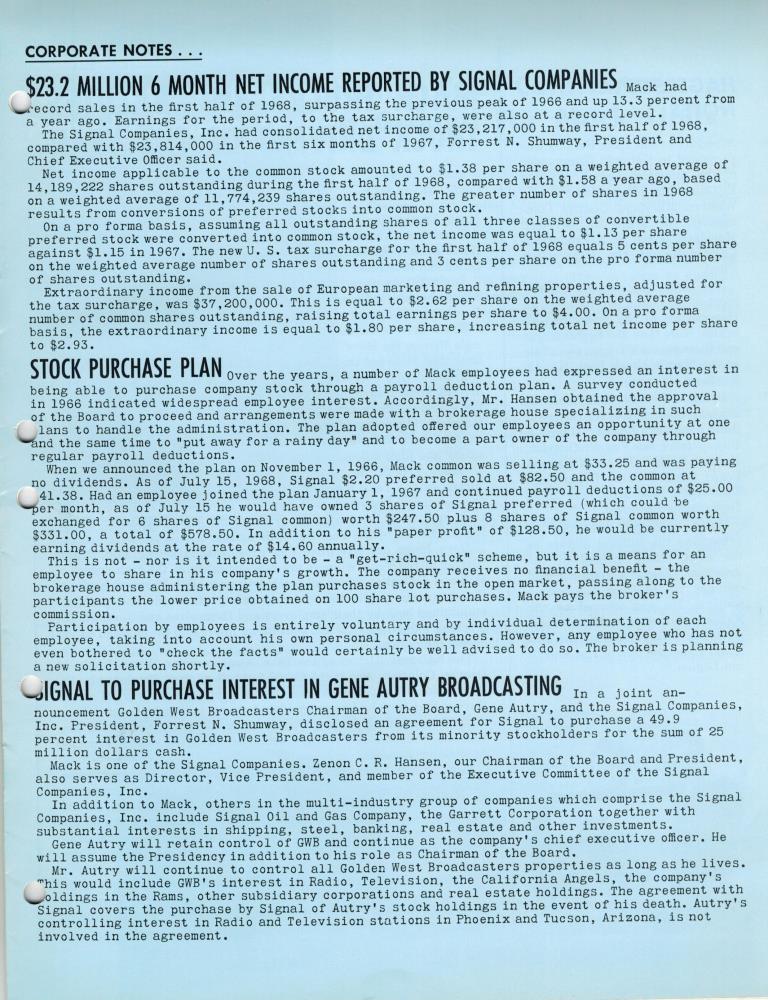 CORPORATE NOTES . . .
$23.2 MILLION 6 MONTH NET INCOME REPORTED BY SIGNAL COMPANIES Mack had
record sales in the first half of 1968, surpassing the previous peak of 1966 and up 13.3 percent from
a year ago. Earnings for the period, to the tax surcharge, were also at a record level.
The Signal Companies, Inc. had consolidated net income of $23,217,000 in the first half of 1968,
compared with $23,814,000 in the first six months of 1967, Forrest N. Shumway, President and
Chief Executive Officer said.
Net income applicable to the common stock amounted to $1.38 per share on a weighted average of
14,189,222 shares outstanding during the first half of 1968, compared with $1.58 a year ago, based
on a weighted average of 11,774,239 shares outstanding. The greater number of shares in 1968
results from conversions of preferred stocks into common stock.
On a pro forma basis, assuming all outstanding shares of all three classes of convertible
preferred stock were converted into common stock, the net income was equal to $1.13 per share
against $1.15 in 1967. The new U. S. tax surcharge for the first half of 1968 equals 5 cents per share
on the weighted average number of shares outstanding and 3 cents per share on the pro forma number
of shares outstanding.
Extraordinary income from the sale of European marketing and refining properties, adjusted for
the tax surcharge, was $37,200,000. This is equal to $2.62 per share on the weighted average
number of common shares outstanding, raising total earnings per share to $4.00. On a pro forma
basis, the extraordinary income is equal to $1.80 per share, increasing total net income per share
to $2.93.
STOCK PURCHASE PLAN Over the years, a number of Mack employees had expressed an interest in
being able to purchase company stock through a payroll deduction plan. A survey conducted
in 1966 indicated widespread employee interest. Accordingly, Mr. Hansen obtained the approval
of the Board to proceed and arrangements were made with a brokerage house specializing in such
plans to handle the administration. The plan adopted offered our employees an opportunity at one
and the same time to "put away for a rainy day" and to become a part owner of the company through
regular payroll deductions.
When we announced the plan on November 1, 1966, Mack common was selling at $33.25 and was paying
no dividends. As of July 15, 1968, Signal $2.20 preferred sold at $82.50 and the common at
$41.38. Had an employee joined the plan January 1, 1967 and continued payroll deductions of $25.00
per month, as of July 15 he would have owned 3 shares of Signal preferred (which could be
exchanged for 6 shares of Signal common) worth $247.50 plus 8 shares of Signal common worth
$331.00, a total of $578.50. In addition to his "paper profit" of $128.50, he would be currently
earning dividends at the rate of $14.60 annually.
This is not - nor is it intended to be - a "get-rich-quick" scheme, but it is a means for an
employee to share in his company's growth. The company receives no financial benefit - the
brokerage house administering the plan purchases stock in the open market, passing along to the
participants the lower price obtained on 100 share lot purchases. Mack pays the broker's
commission.
Participation by employees is entirely voluntary and by individual determination of each
employee, taking into account his own personal circumstances. However, any employee who has not
even bothered to "check the facts" would certainly be well advised to do so. The broker is planning
a new solicitation shortly.
SIGNAL TO PURCHASE INTEREST IN GENE AUTRY BROADCASTING In a joint an-
nouncement Golden West Broadcasters Chairman of the Board, Gene Autry, and the Signal Companies,
Inc. President, Forrest N. Shumway, disclosed an agreement for Signal to purchase a 49.9
percent interest in Golden West Broadcasters from its minority stockholders for the sum of 25
million dollars cash.
Mack is one of the Signal Companies. Zenon C. R. Hansen, our Chairman of the Board and President,
also serves as Director, Vice President, and member of the Executive Committee of the Signal
Companies, Inc.
In addition to Mack, others in the multi-industry group of companies which comprise the Signal
Companies, Inc. include Signal Oil and Gas Company, the Garrett Corporation together with
substantial interests in shipping, steel, banking, real estate and other investments.
Gene Autry will retain control of GWB and continue as the company's chief executive officer. He
will assume the Presidency in addition to his role as Chairman of the Board.
Mr. Autry will continue to control all Golden West Broadcasters properties as long as he lives.
This would include GWB's interest in Radio, Television, the California Angels, the company's
holdings in the Rams, other subsidiary corporations and real estate holdings. The agreement with
Signal covers the purchase by Signal of Autry's stock holdings in the event of his death. Autry's
controlling interest in Radio and Television stations in Phoenix and Tucson, Arizona, is not
involved in the agreement.